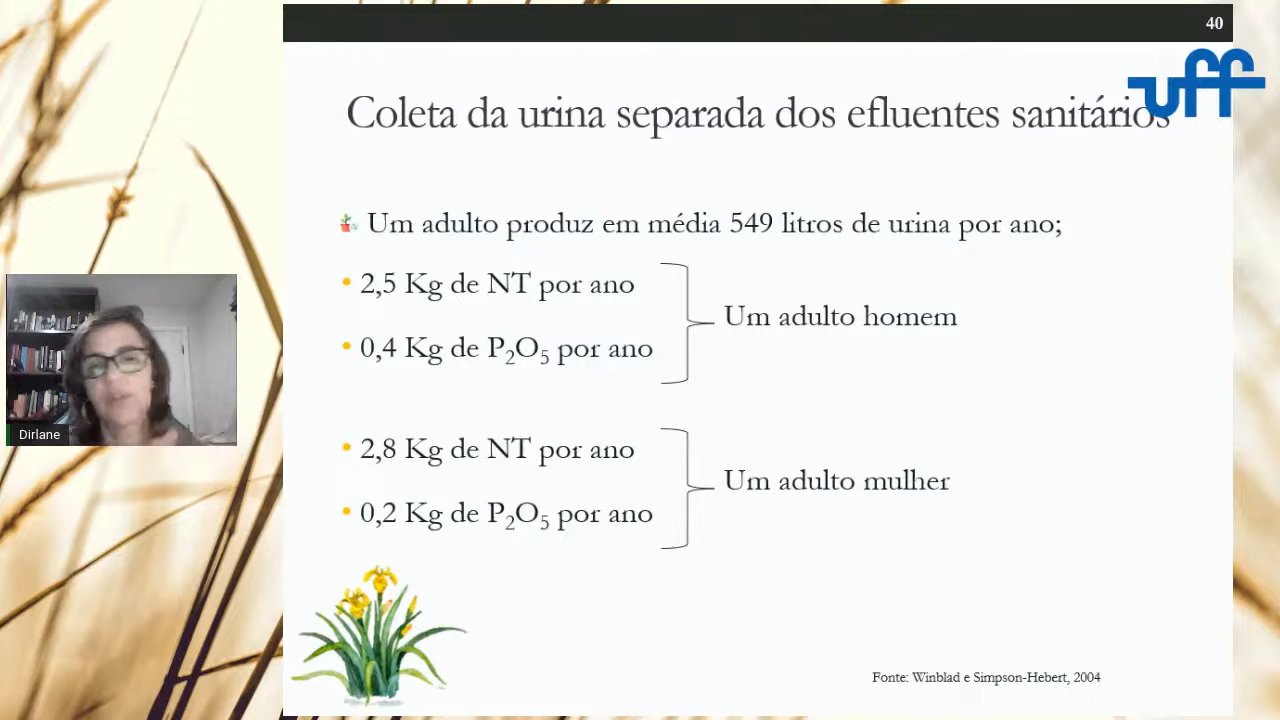 40
uff
Coleta da urina separada dos efluentes sanitários
Um adulto produz em média 549 litros de urina por ano;
• 2,5 Kg de NT por ano
• 0,4 Kg de P₂O₅ por ano
Um adulto homem
• 2,8 Kg de NT por ano
• 0,2 Kg de P₂O₅ por ano
Um adulto mulher
Dirlane
Fonte: Winblad e Simpson-Hebert, 2004